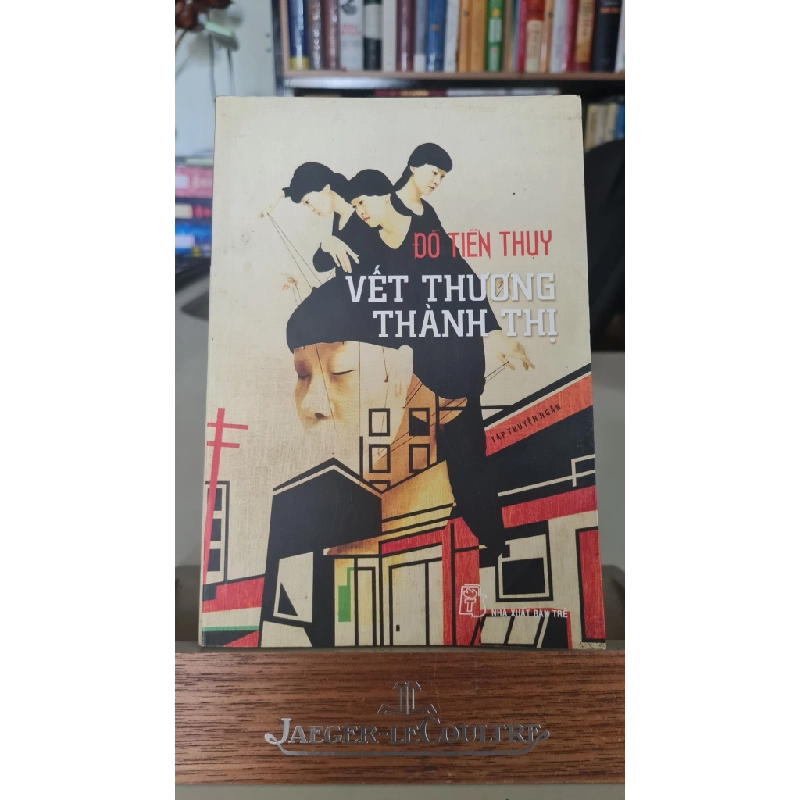 ĐỖ TIẾN THỤY
VẾT THƯƠNG
THÀNH THỊ
TẬP TRUYỆN NGẮN
NHÀ XUẤT BẢN TRẺ
JAEGER-LECOULTRE